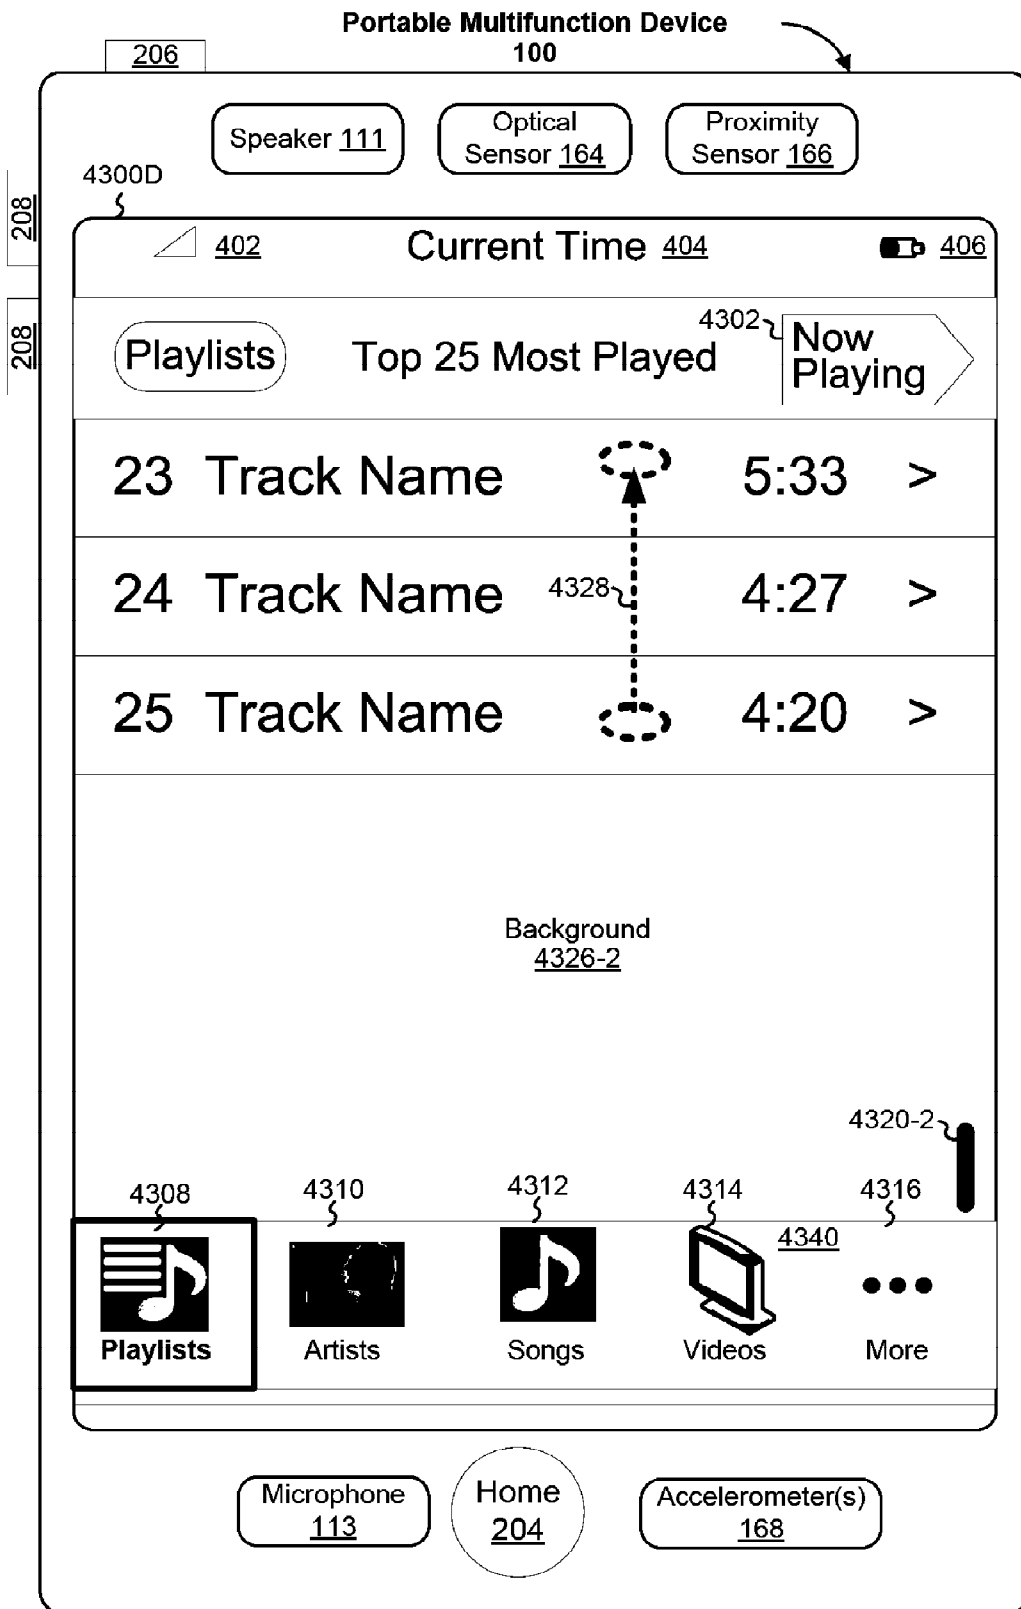 Portable Multifunction Device
100
206
Speaker 111
Optical
Sensor 164
Proximity
Sensor 166
4300D
208
208
402
Current Time 404
406
Playlists
Top 25 Most Played
4302
Now
Playing
23 Track Name 5:33 >
24 Track Name 4328 4:27 >
25 Track Name 4:20 >
Background
4326-2
4320-2
4308
4310
4312
4314
4316
4340
Playlists
Artists
Songs
Videos
More
Microphone
113
Home
204
Accelerometer(s)
168